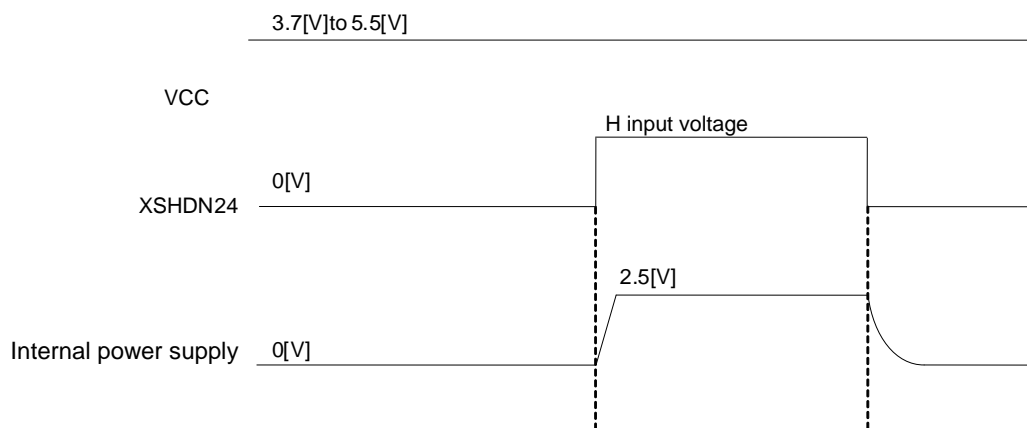 3.7[V]to 5.5[V]
VCC
H input voltage
0[V]
XSHDN24
2.5[V]
Internal power supply
0[V]